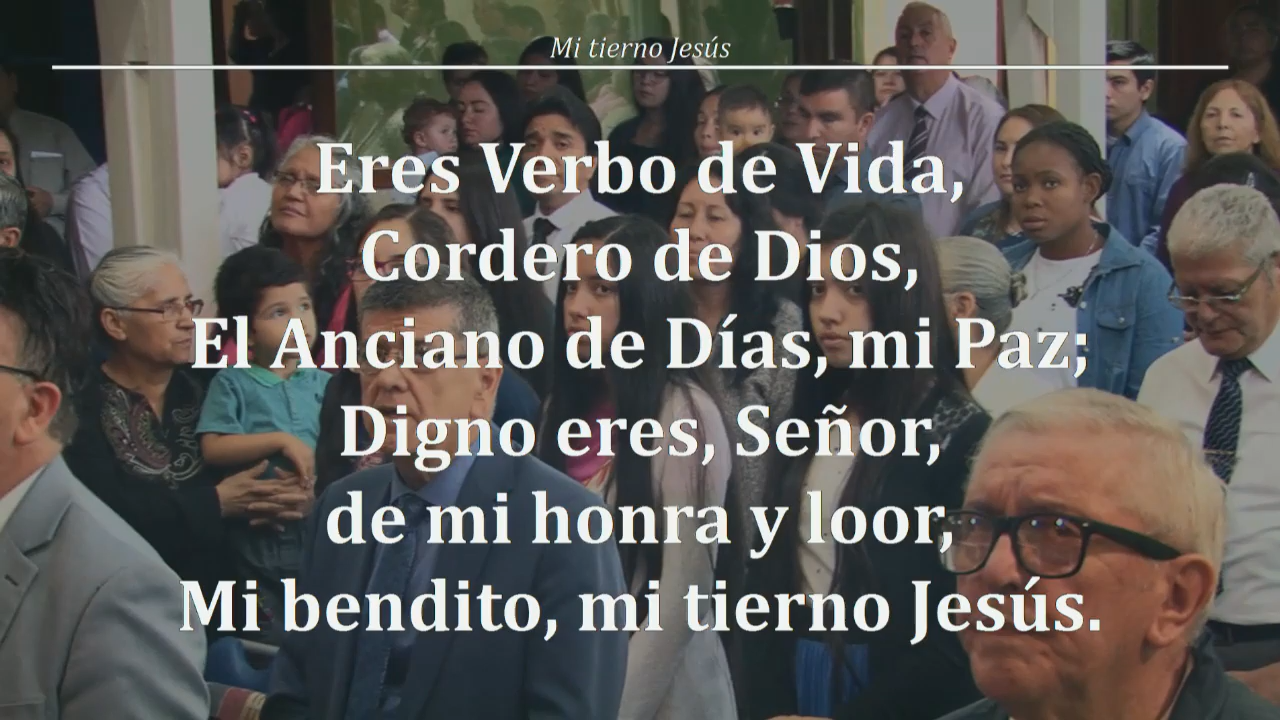 Mi tierno Jesús
Eres Verbo de Vida,
Cordero de Dios,
El Anciano de Días, mi Paz;
Digno eres, Señor,
de mi honra y loor,
Mi bendito, mi tierno Jesús.